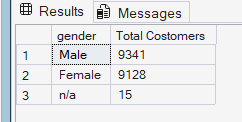 Results Messages
gender Total Costomers
1 Male 9341
2 Female 9128
3 n/a 15